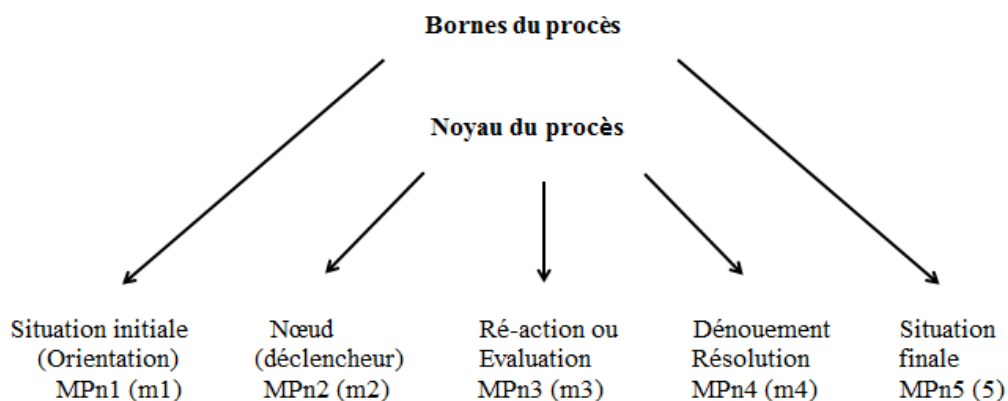 Bornes du procès
Noyau du procès
Situation initiale
(Orientation)
MPn1 (m1)
Nœud
(déclencheur)
MPn2 (m2)
Ré-action ou
Evaluation
MPn3 (m3)
Dénouement
Résolution
MPn4 (m4)
Situation
finale
MPn5 (5)